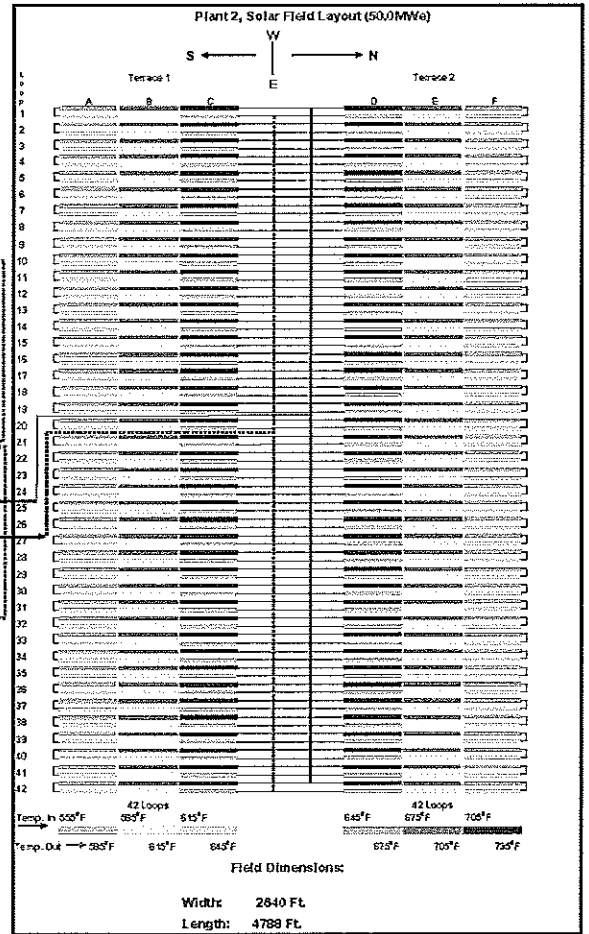 Plant 2, Solar Field Layout (50.0MWe)
W
S N
E
L
O
O
P
Terrace 1 Terrace 2
A B C D E F
1
2
3
4
5
6
7
8
9
10
11
12
13
14
15
16
17
18
19
20
21
22
23
24
25
26
27
28
29
30
31
32
33
34
35
36
37
38
39
40
41
42
42 Loops 42 Loops
Temp. In 555°F 585°F 615°F 645°F 675°F 705°F
Temp. Out 585°F 615°F 645°F 675°F 705°F 735°F
Field Dimensions:
Width: 2640 Ft.
Length: 4788 Ft.